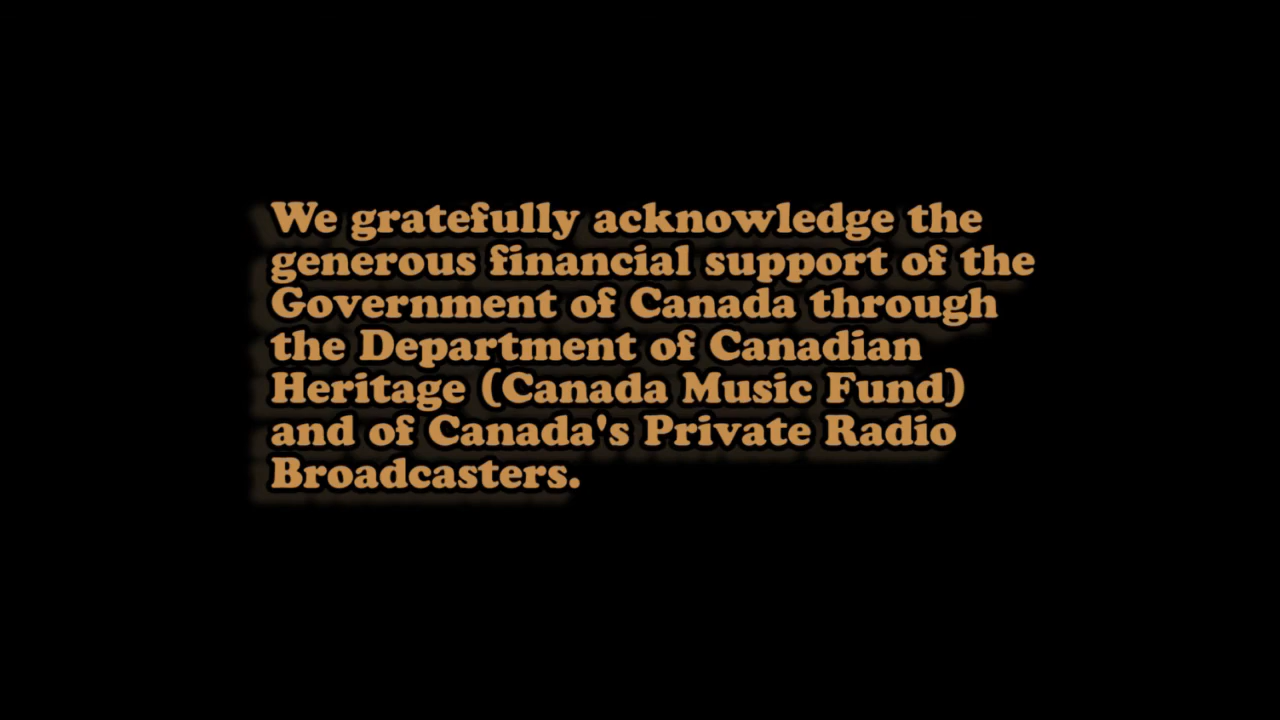 We gratefully acknowledge the
generous financial support of the
Government of Canada through
the Department of Canadian
Heritage (Canada Music Fund)
and of Canada's Private Radio
Broadcasters.